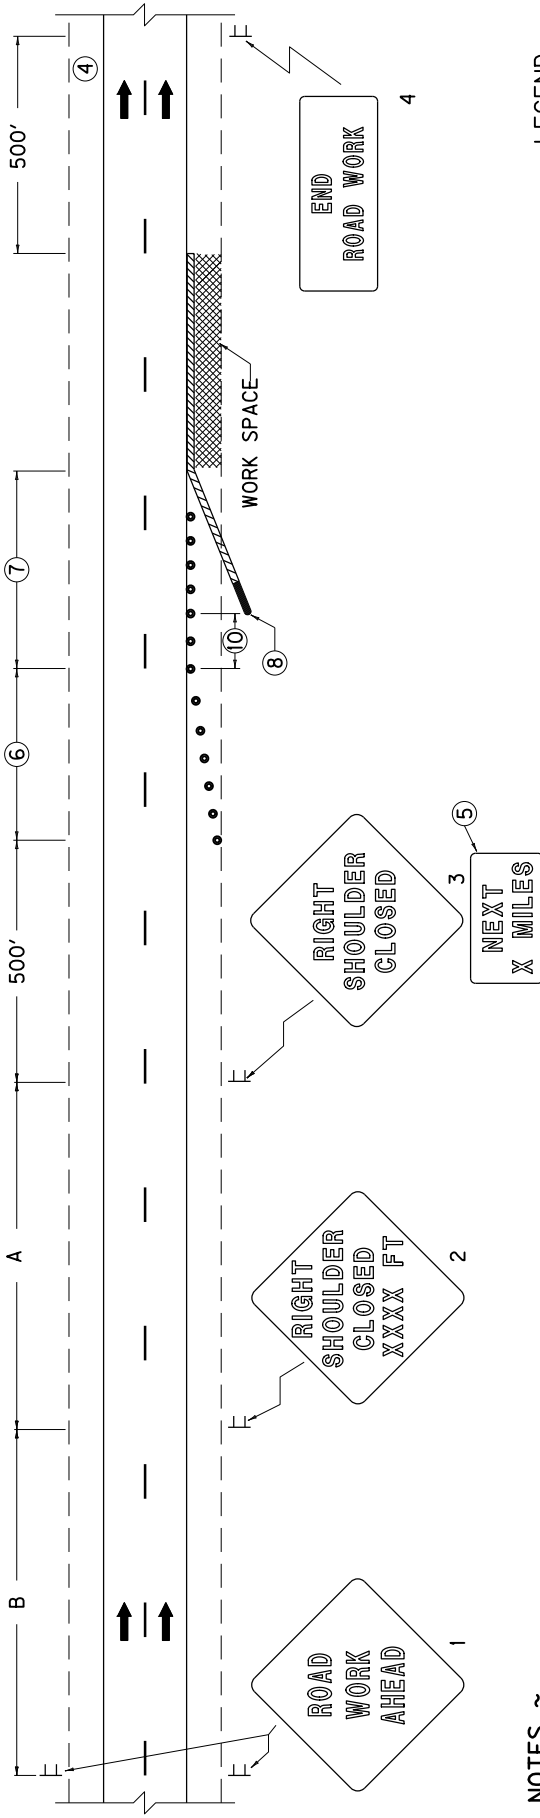 B
A
500'
6
7
500'
4
10
8
WORK SPACE
ROAD
WORK
AHEAD
1
RIGHT
SHOULDER
CLOSED
XXXX FT
2
RIGHT
SHOULDER
CLOSED
3
NEXT
X MILES
5
END
ROAD WORK
4
NOTES ~
LEGEND